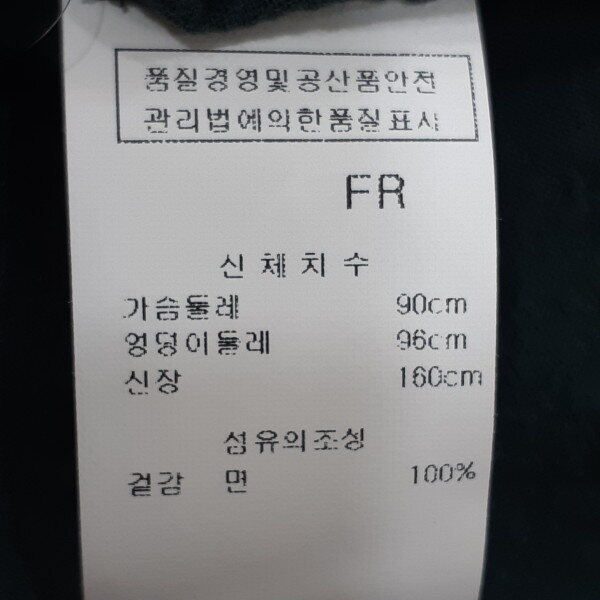 품질경영및공산품안전
관리법에의한품질표시
FR
신체치수
가슴둘레 90cm
엉덩이둘레 96cm
신장 160cm
섬유의조성
겉감 면 100%